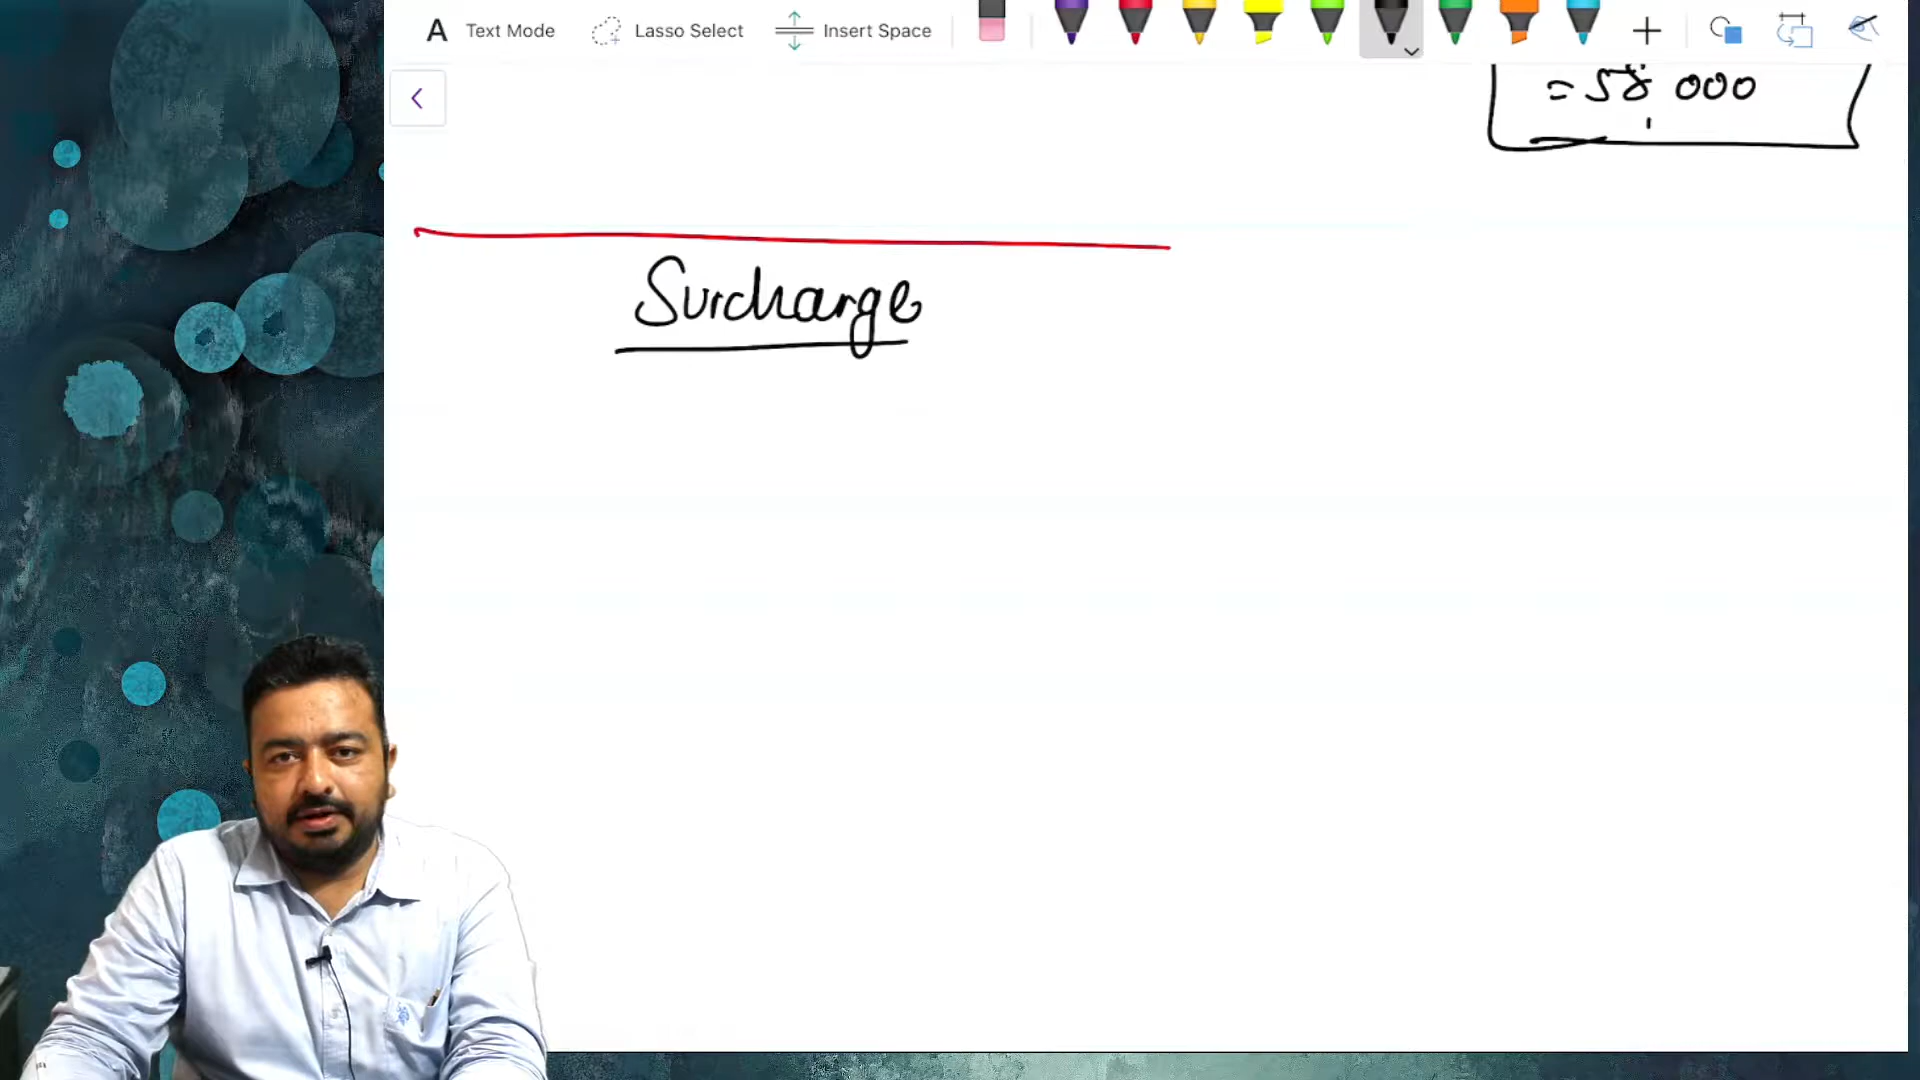 A Text Mode Lasso Select Insert Space
= 58 000
Surcharge